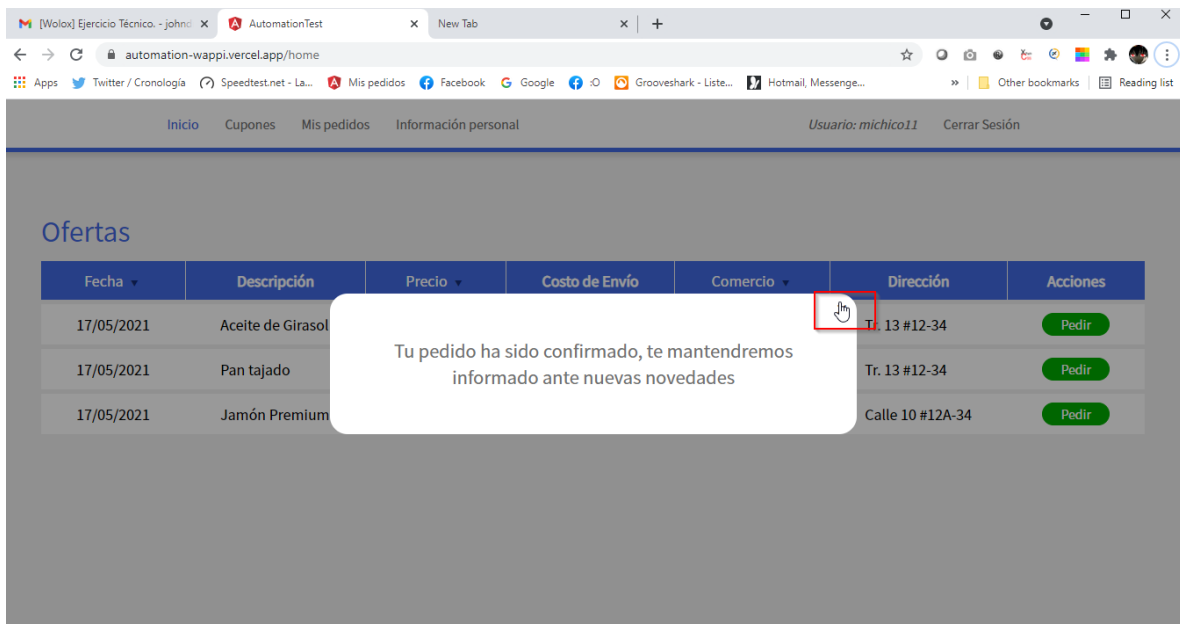 [Wolox] Ejercicio Técnico. - johnd
AutomationTest
New Tab
automation-wappi.vercel.app/home
Apps Twitter / Cronología Speedtest.net - La... Mis pedidos Facebook Google :O Grooveshark - Liste... Hotmail, Messenge... » Other bookmarks Reading list
Inicio Cupones Mis pedidos Información personal Usuario: michico11 Cerrar Sesión
Ofertas
Fecha Descripción Precio Costo de Envío Comercio Dirección Acciones
17/05/2021 Aceite de Girasol Tr. 13 #12-34 Pedir
Tu pedido ha sido confirmado, te mantendremos
informado ante nuevas novedades
17/05/2021 Pan tajado Tr. 13 #12-34 Pedir
17/05/2021 Jamón Premium Calle 10 #12A-34 Pedir